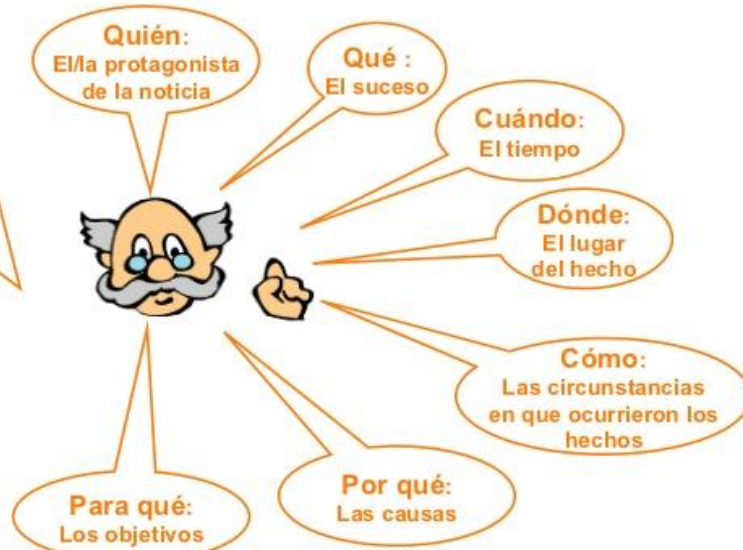 Quién:
El/la protagonista
de la noticia
Qué :
El suceso
Cuándo:
El tiempo
Dónde:
El lugar
del hecho
Cómo:
Las circunstancias
en que ocurrieron los
hechos
Por qué:
Las causas
Para qué:
Los objetivos